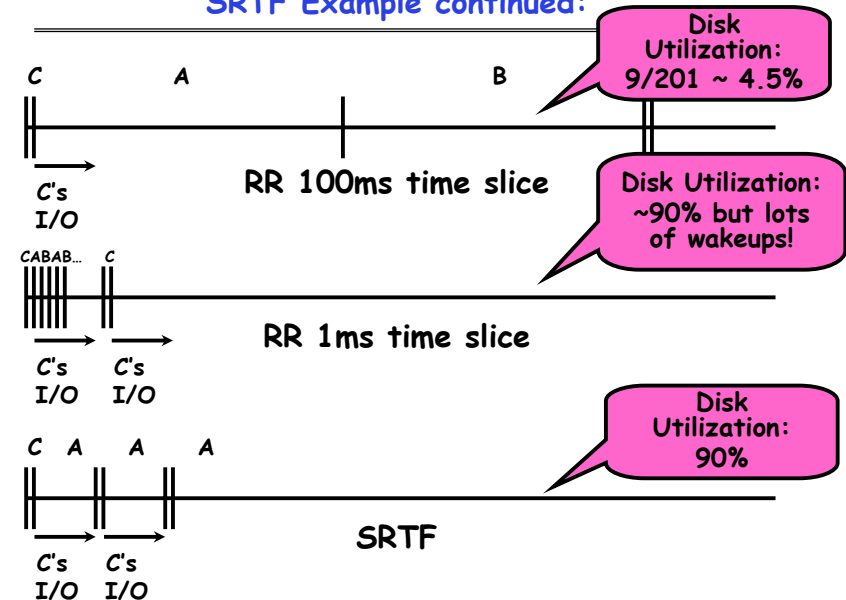 SRTF Example continued:
Disk
Utilization:
9/201 ~ 4.5%
C A B
C's
I/O
RR 100ms time slice
Disk Utilization:
~90% but lots
of wakeups!
CABAB... C
C's
I/O
C's
I/O
RR 1ms time slice
Disk
Utilization:
90%
C A A A
C's
I/O
C's
I/O
SRTF